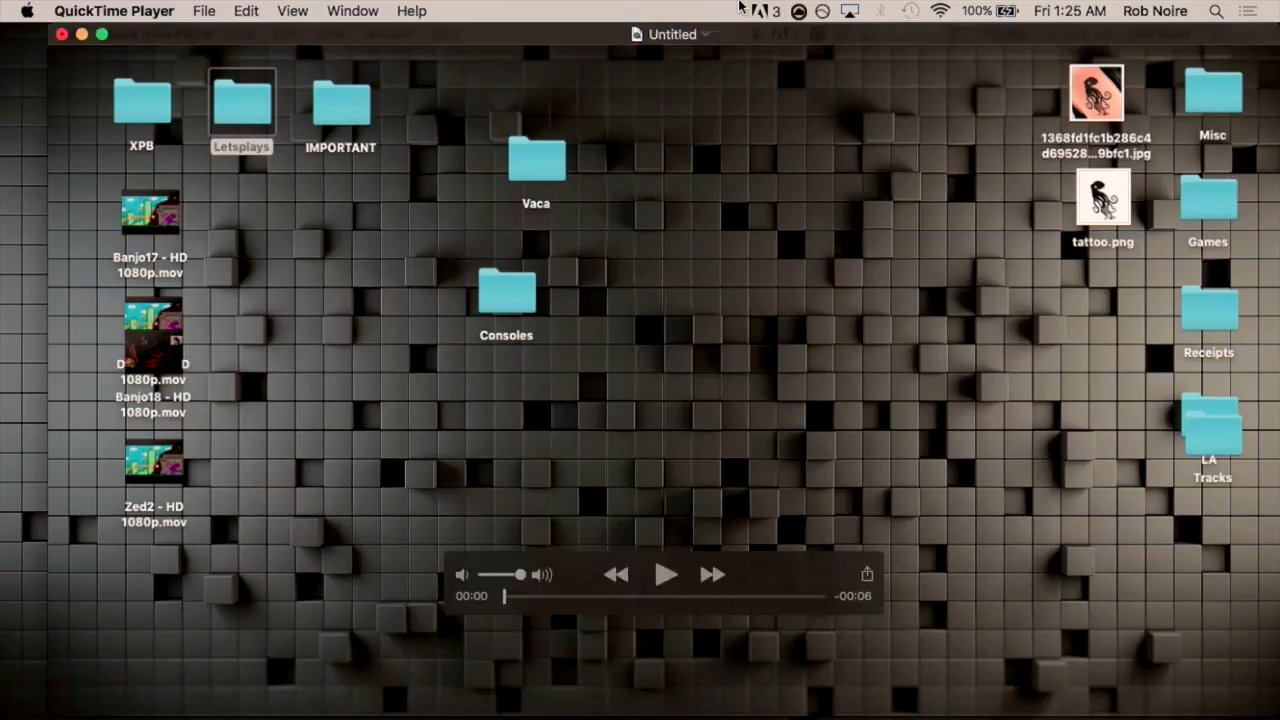 QuickTime Player File Edit View Window Help 3 100% Fri 1:25 AM Rob Noire
Untitled
XPB
Letsplays
IMPORTANT
Vaca
1368fd1fc1b286c4
d69528...9bfc1.jpg
Misc
tattoo.png
Games
Banjo17 - HD
1080p.mov
Consoles
Receipts
D D
1080p.mov
Banjo18 - HD
1080p.mov
LA
Tracks
Zed2 - HD
1080p.mov
00:00
-00:06